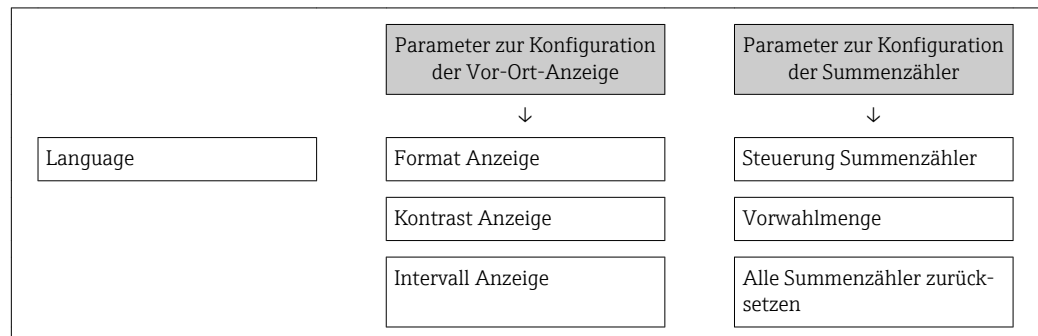 Parameter zur Konfiguration
der Vor-Ort-Anzeige
Parameter zur Konfiguration
der Summenzähler
↓
↓
Language
Format Anzeige
Steuerung Summenzähler
Kontrast Anzeige
Vorwahlmenge
Intervall Anzeige
Alle Summenzähler zurück-
setzen